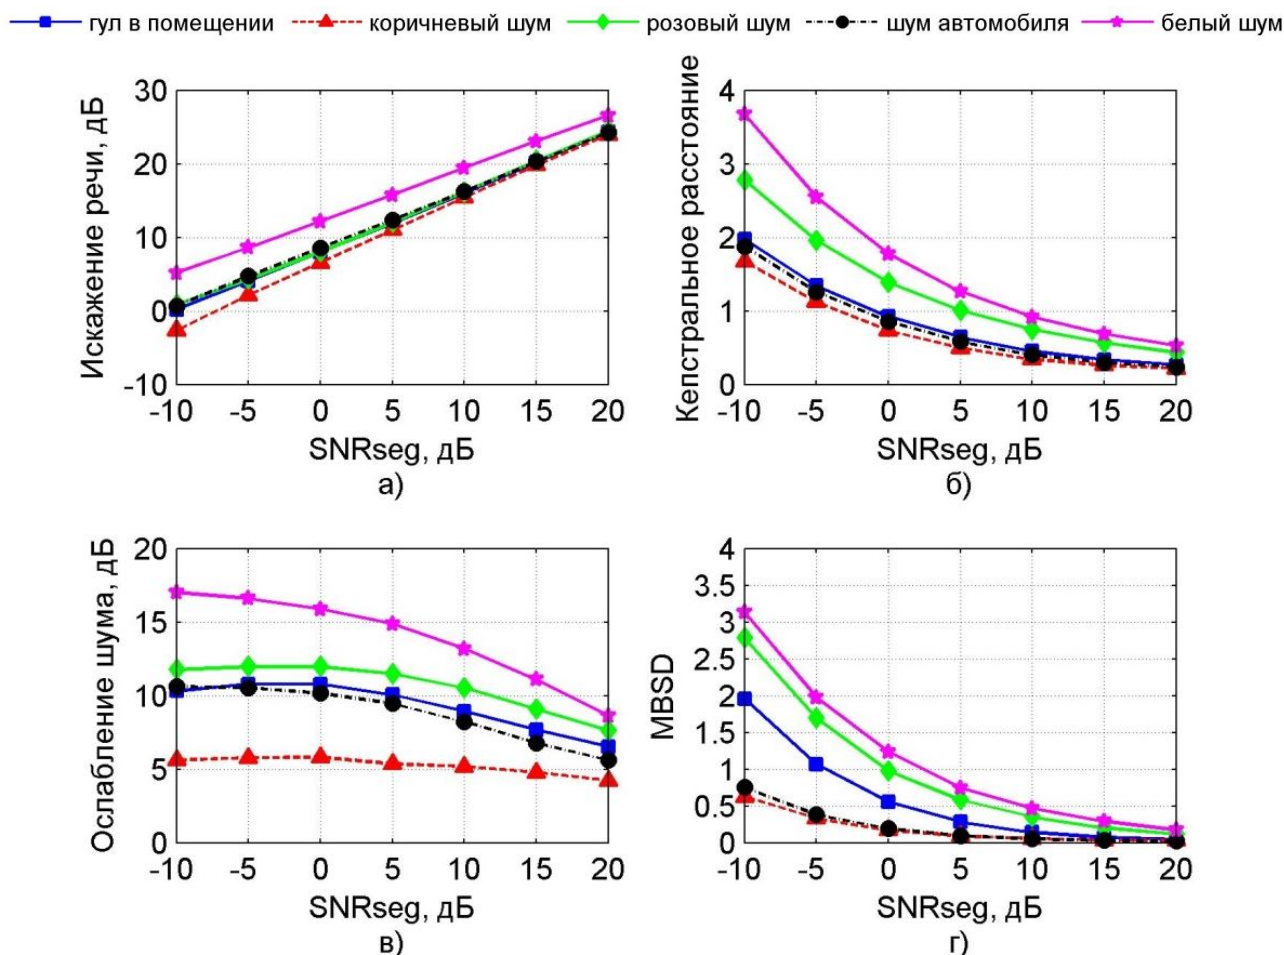 гул в помещении коричневый шум розовый шум шум автомобиля белый шум
Искажение речи, дБ
30
20
10
0
-10
-10 -5 0 5 10 15 20
SNRseg, дБ
а)
Кепстральное расстояние
4
3
2
1
0
-10 -5 0 5 10 15 20
SNRseg, дБ
б)
Ослабление шума, дБ
20
15
10
5
0
-10 -5 0 5 10 15 20
SNRseg, дБ
в)
MBSD
4
3.5
3
2.5
2
1.5
1
0.5
0
-10 -5 0 5 10 15 20
SNRseg, дБ
г)